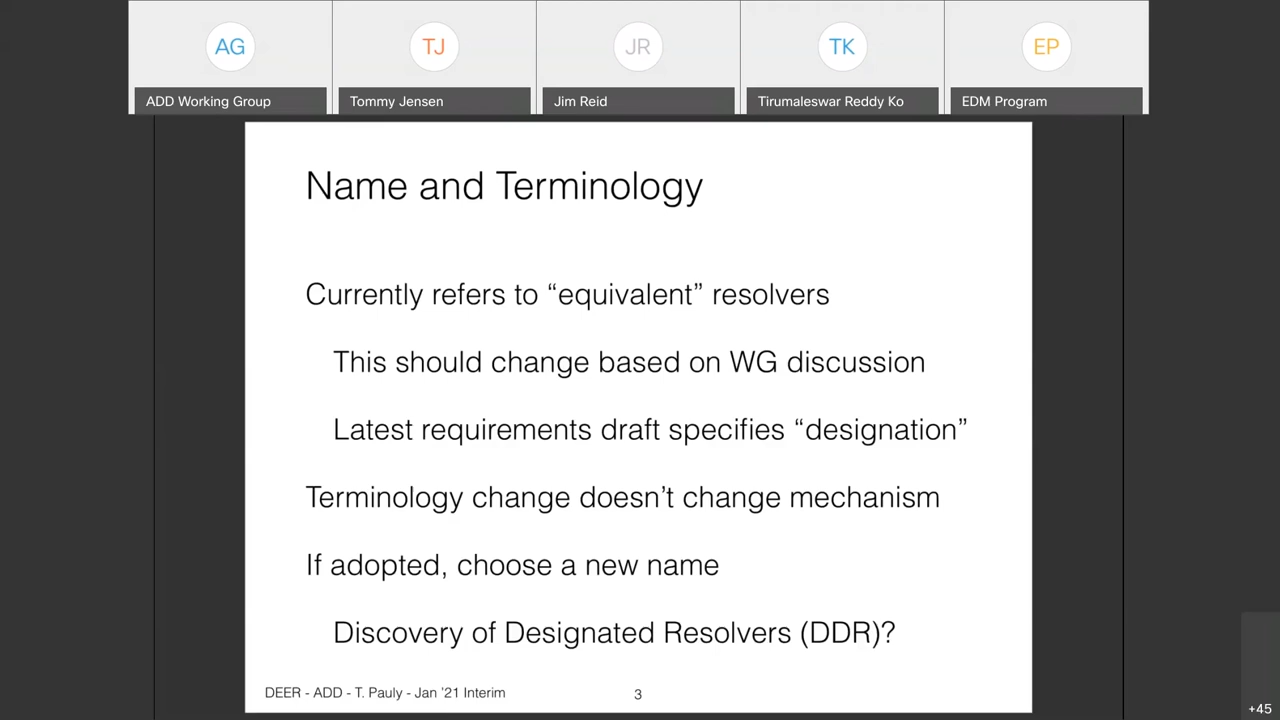 AG
TJ
JR
TK
EP
ADD Working Group
Tommy Jensen
Jim Reid
Tirumaleswar Reddy Ko
EDM Program
Name and Terminology
Currently refers to “equivalent” resolvers
This should change based on WG discussion
Latest requirements draft specifies “designation”
Terminology change doesn’t change mechanism
If adopted, choose a new name
Discovery of Designated Resolvers (DDR)?
DEER - ADD - T. Pauly - Jan ’21 Interim
3
+45